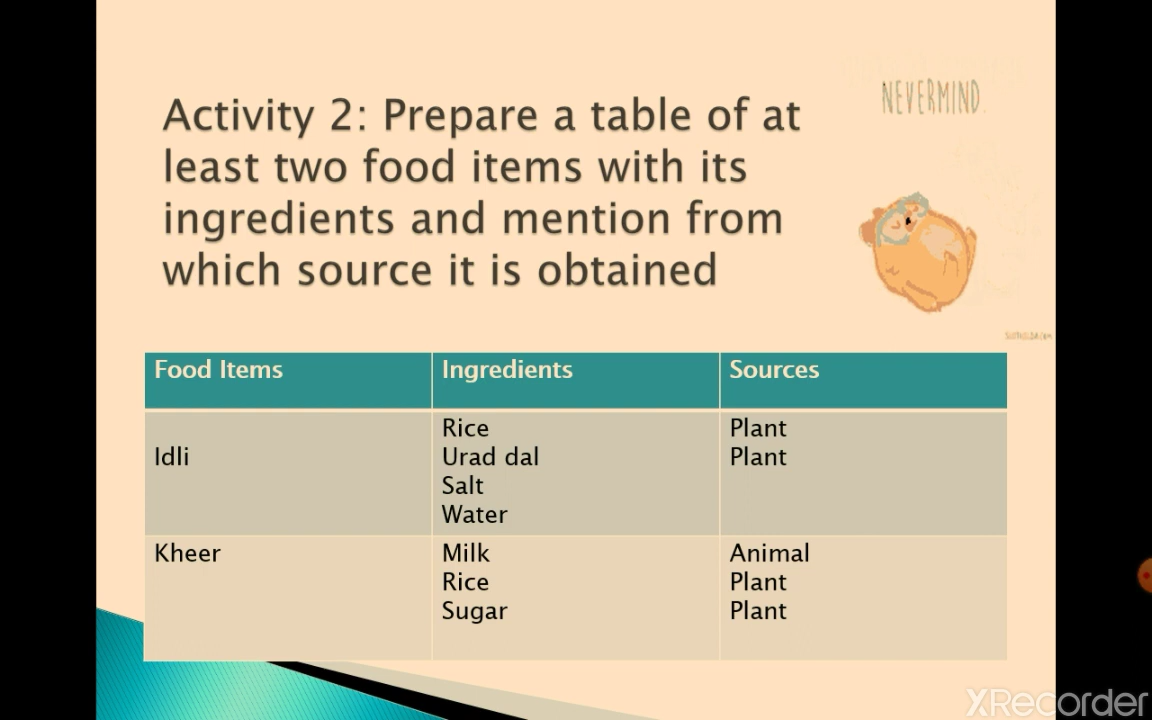 NEVERMIND.
Activity 2: Prepare a table of at
least two food items with its
ingredients and mention from
which source it is obtained
Food Items Ingredients Sources
Idli
Rice Plant
Urad dal Plant
Salt
Water
Kheer Milk Animal
Rice Plant
Sugar Plant
XRecorder